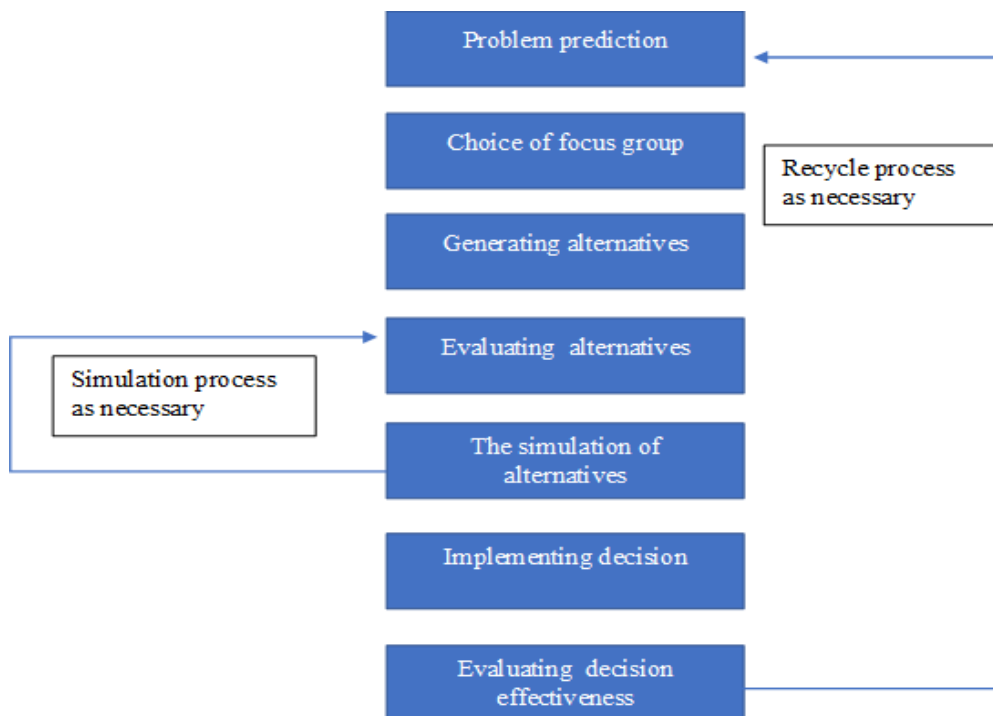 Problem prediction
Choice of focus group
Recycle process
as necessary
Generating alternatives
Evaluating alternatives
Simulation process
as necessary
The simulation of
alternatives
Implementing decision
Evaluating decision
effectiveness